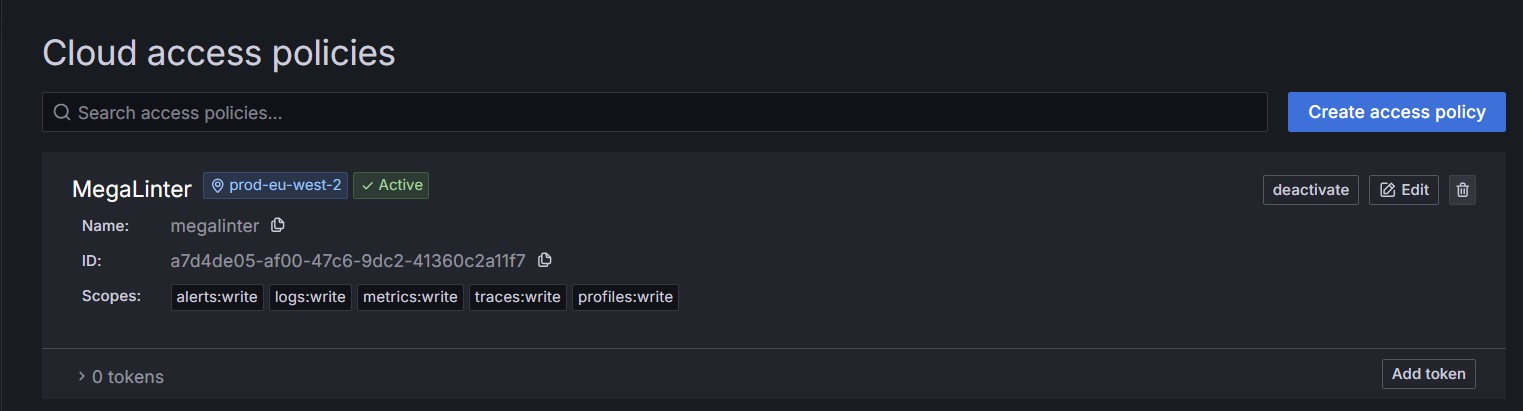 Cloud access policies
Search access policies... Create access policy
MegaLinter prod-eu-west-2 Active deactivate Edit
Name: megalinter
ID: a7d4de05-af00-47c6-9dc2-41360c2a11f7
Scopes: alerts:write logs:write metrics:write traces:write profiles:write
0 tokens Add token